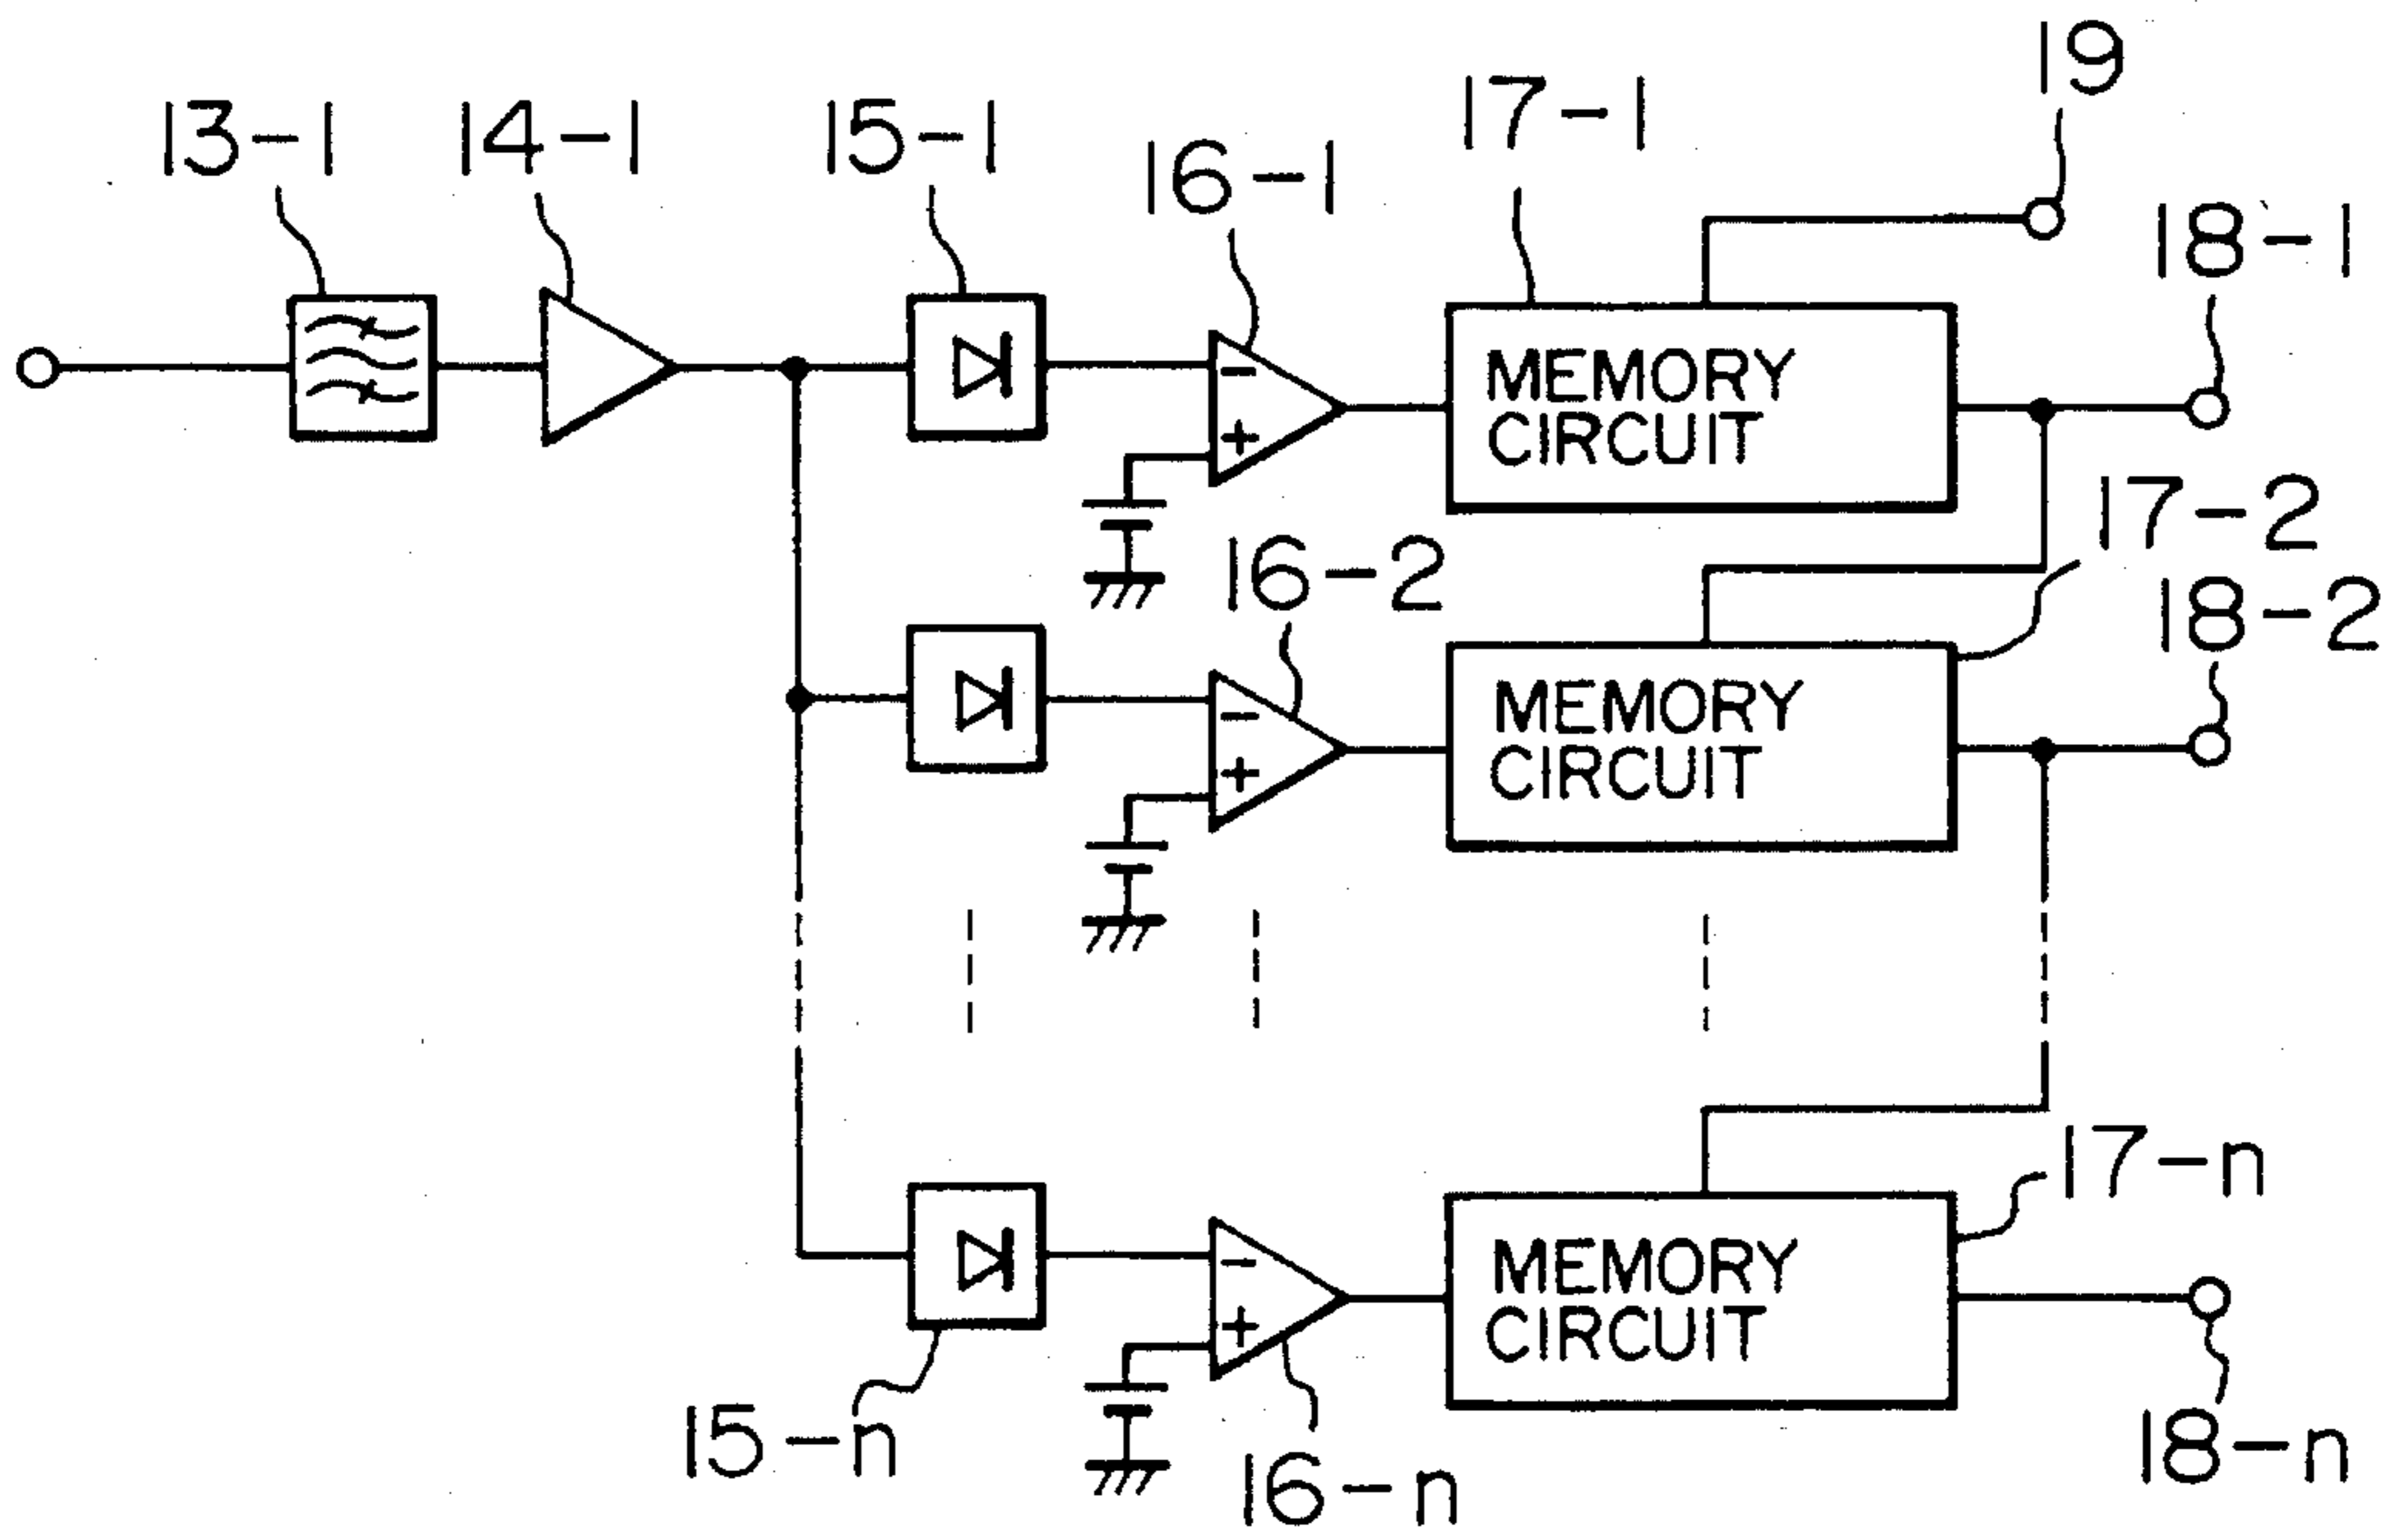 19
17-1
13-1
14-1
15-1
16-1
18-1
-
+
MEMORY
CIRCUIT
17-2
16-2
18-2
-
+
MEMORY
CIRCUIT
17-n
-
+
MEMORY
CIRCUIT
15-n
16-n
18-n